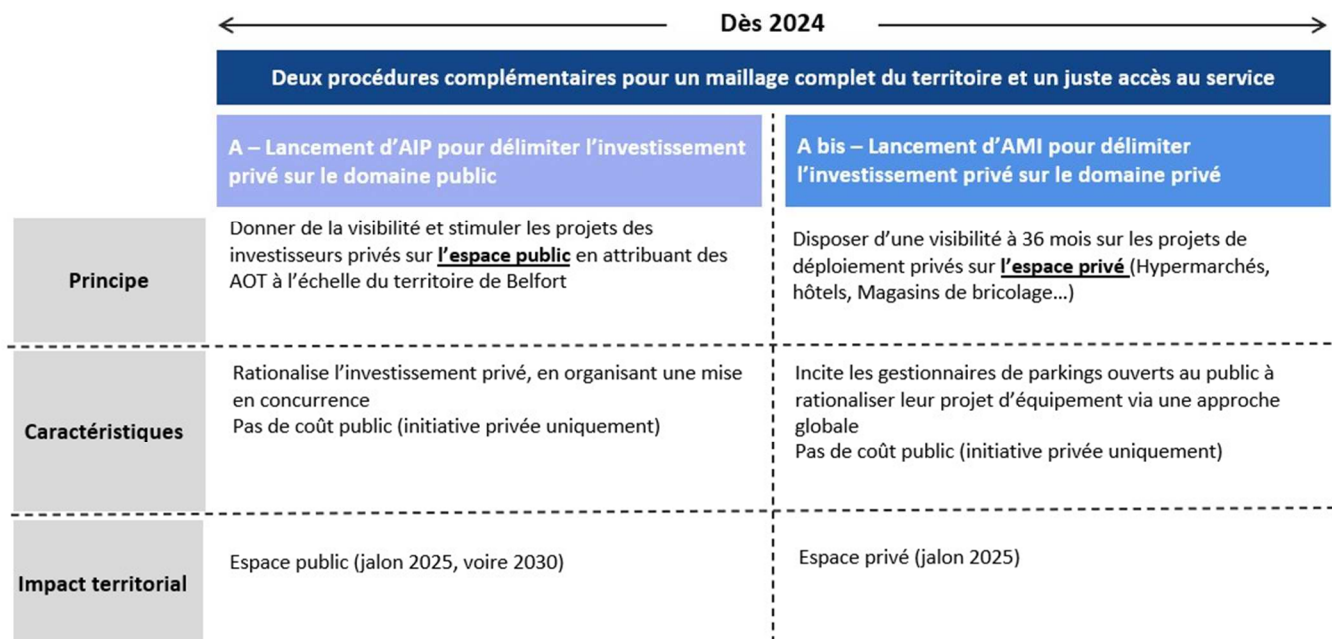 Dès 2024
Deux procédures complémentaires pour un maillage complet du territoire et un juste accès au service
A – Lancement d’AIP pour délimiter l’investissement
privé sur le domaine public
A bis – Lancement d’AMI pour délimiter
l’investissement privé sur le domaine privé
Principe
Donner de la visibilité et stimuler les projets des
investisseurs privés sur l’espace public en attribuant des
AOT à l’échelle du territoire de Belfort
Disposer d’une visibilité à 36 mois sur les projets de
déploiement privés sur l’espace privé (Hypermarchés,
hôtels, Magasins de bricolage…)
Caractéristiques
Rationalise l’investissement privé, en organisant une mise
en concurrence
Pas de coût public (initiative privée uniquement)
Incite les gestionnaires de parkings ouverts au public à
rationaliser leur projet d’équipement via une approche
globale
Pas de coût public (initiative privée uniquement)
Impact territorial
Espace public (jalon 2025, voire 2030)
Espace privé (jalon 2025)